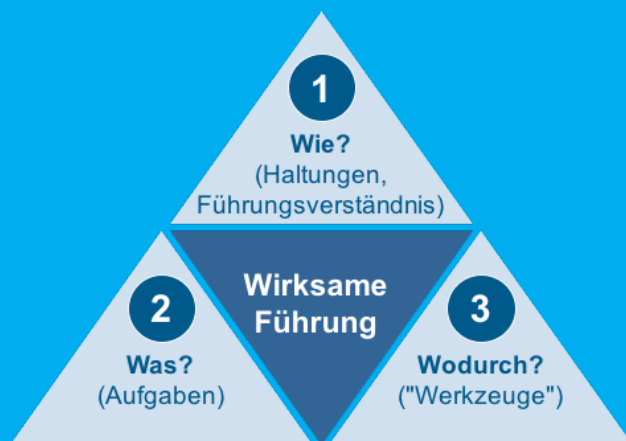 1
Wie?
(Haltungen,
Führungsverständnis)
Wirksame
Führung
2
Was?
(Aufgaben)
3
Wodurch?
("Werkzeuge")